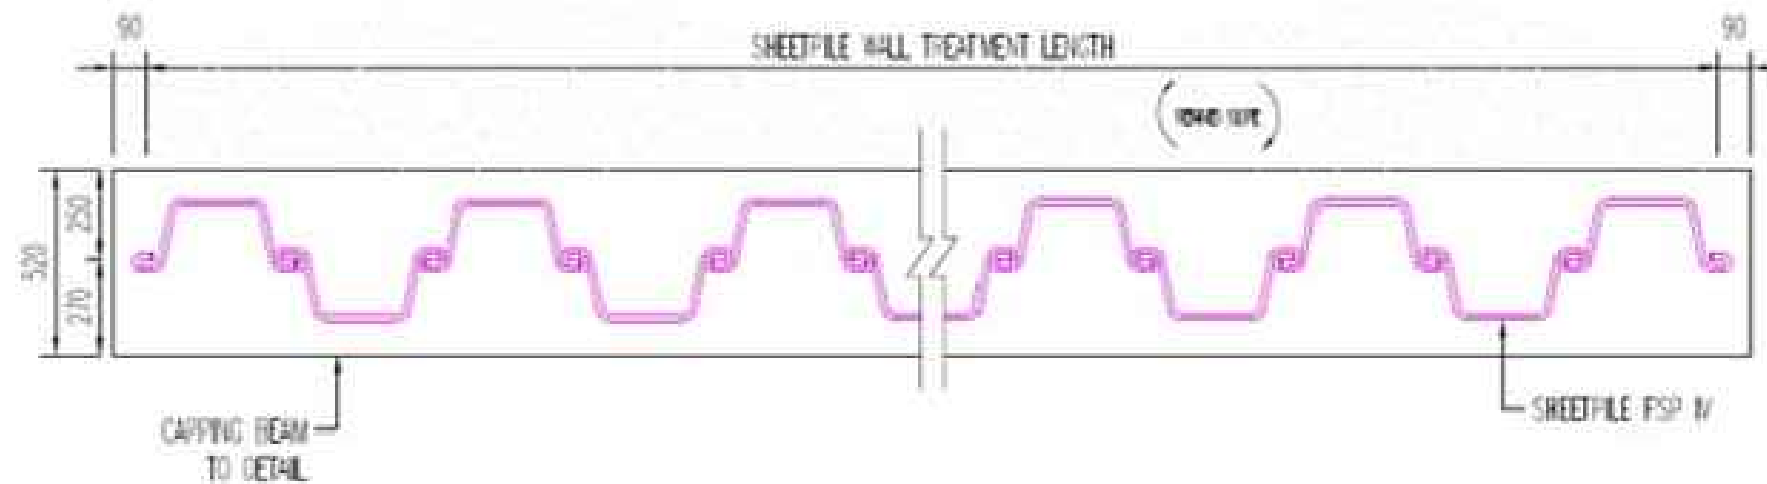 90
SHEETPILE WALL TREATMENT LENGTH
90
520
250
270
CAPPING BEAM
TO DETAIL
SHEETPILE FSP IV